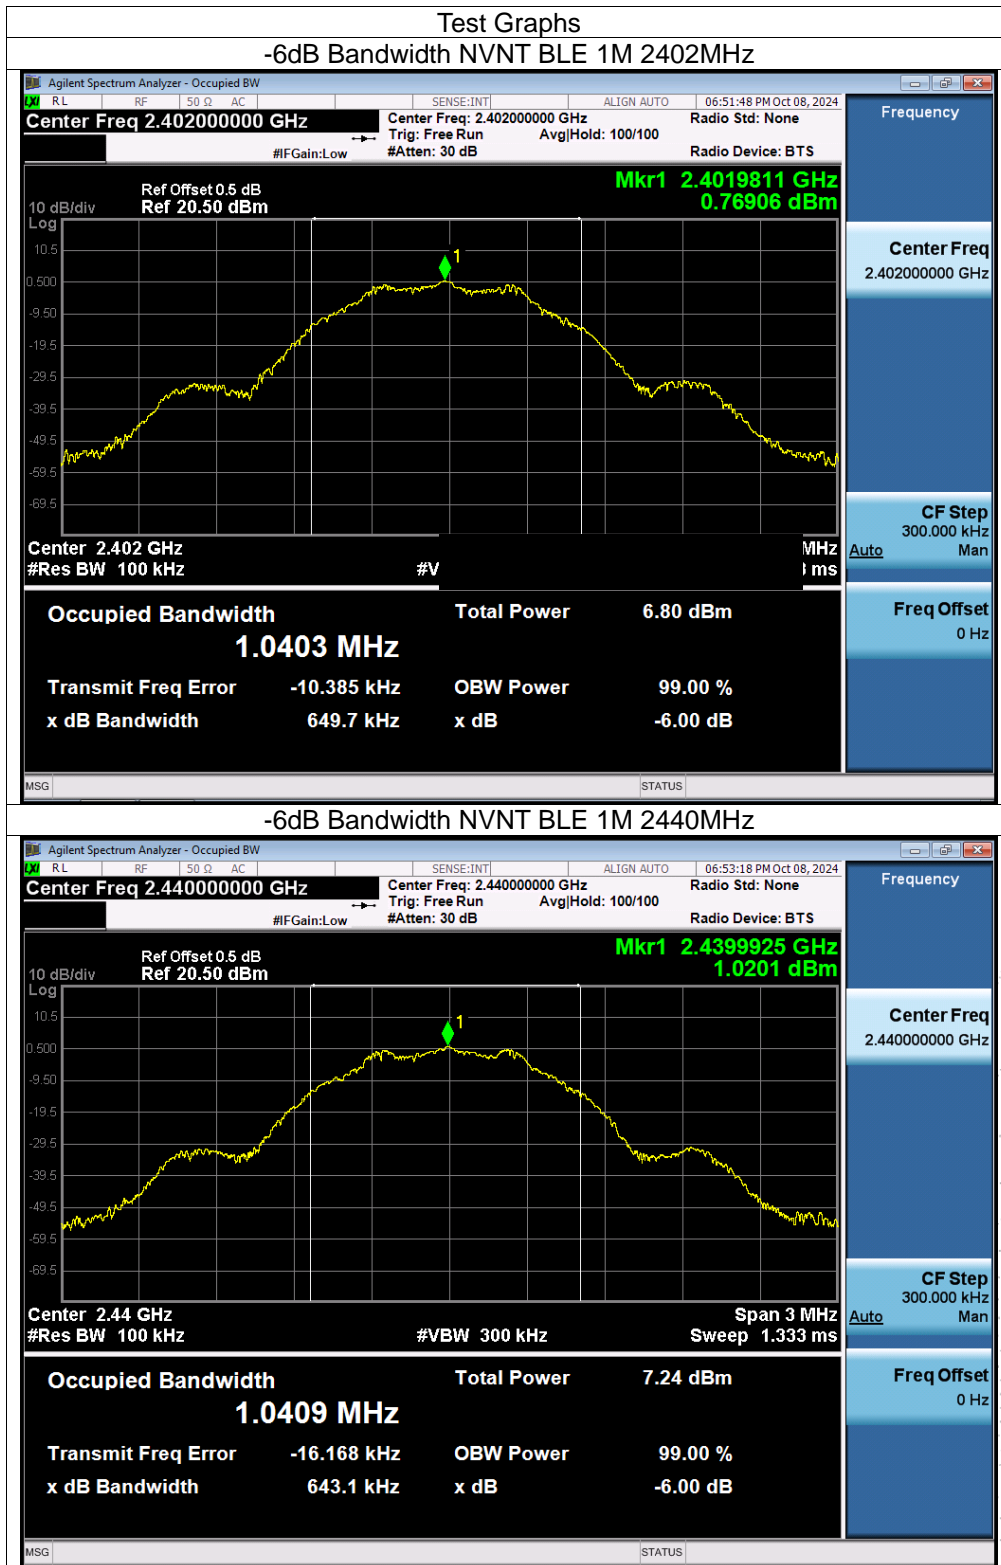 Test Graphs
-6dB Bandwidth NVNT BLE 1M 2402MHz
Agilent Spectrum Analyzer - Occupied BW
LXI RL RF 50 Ω AC SENSE:INT ALIGN AUTO 06:51:48 PM Oct 08, 2024
Center Freq 2.402000000 GHz
Center Freq: 2.402000000 GHz
Radio Std: None
Trig: Free Run Avg|Hold: 100/100
#IFGain:Low
#Atten: 30 dB
Radio Device: BTS
Frequency
Mkr1 2.4019811 GHz
0.76906 dBm
Ref Offset 0.5 dB
10 dB/div Ref 20.50 dBm
Log
10.5
0.500
-9.50
-19.5
-29.5
-39.5
-49.5
-59.5
-69.5
1
Center Freq
2.402000000 GHz
CF Step
300.000 kHz
Auto Man
Freq Offset
0 Hz
Center 2.402 GHz MHz
#Res BW 100 kHz #V ms
Occupied Bandwidth Total Power 6.80 dBm
1.0403 MHz
Transmit Freq Error -10.385 kHz OBW Power 99.00 %
x dB Bandwidth 649.7 kHz x dB -6.00 dB
MSG STATUS
-6dB Bandwidth NVNT BLE 1M 2440MHz
Agilent Spectrum Analyzer - Occupied BW
LXI RL RF 50 Ω AC SENSE:INT ALIGN AUTO 06:53:18 PM Oct 08, 2024
Center Freq 2.440000000 GHz
Center Freq: 2.440000000 GHz
Radio Std: None
Trig: Free Run Avg|Hold: 100/100
#IFGain:Low
#Atten: 30 dB
Radio Device: BTS
Frequency
Mkr1 2.4399925 GHz
1.0201 dBm
Ref Offset 0.5 dB
10 dB/div Ref 20.50 dBm
Log
10.5
0.500
-9.50
-19.5
-29.5
-39.5
-49.5
-59.5
-69.5
1
Center Freq
2.440000000 GHz
CF Step
300.000 kHz
Auto Man
Freq Offset
0 Hz
Center 2.44 GHz Span 3 MHz
#Res BW 100 kHz #VBW 300 kHz Sweep 1.333 ms
Occupied Bandwidth Total Power 7.24 dBm
1.0409 MHz
Transmit Freq Error -16.168 kHz OBW Power 99.00 %
x dB Bandwidth 643.1 kHz x dB -6.00 dB
MSG STATUS